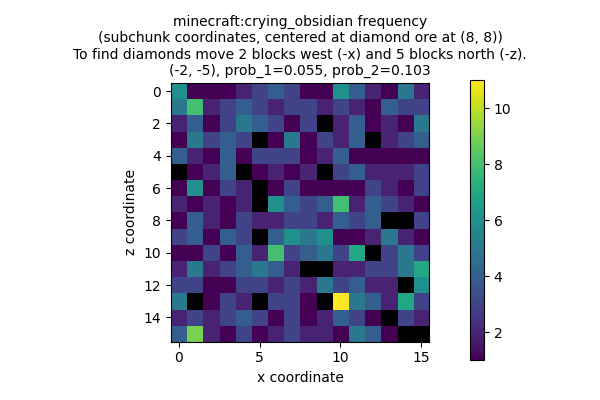 minecraft:crying_obsidian frequency
(subchunk coordinates, centered at diamond ore at (8, 8))
To find diamonds move 2 blocks west (-x) and 5 blocks north (-z).
(-2, -5), prob_1=0.055, prob_2=0.103
0
2
4
6
8
10
12
14
z coordinate
0
5
10
15
x coordinate
10
8
6
4
2